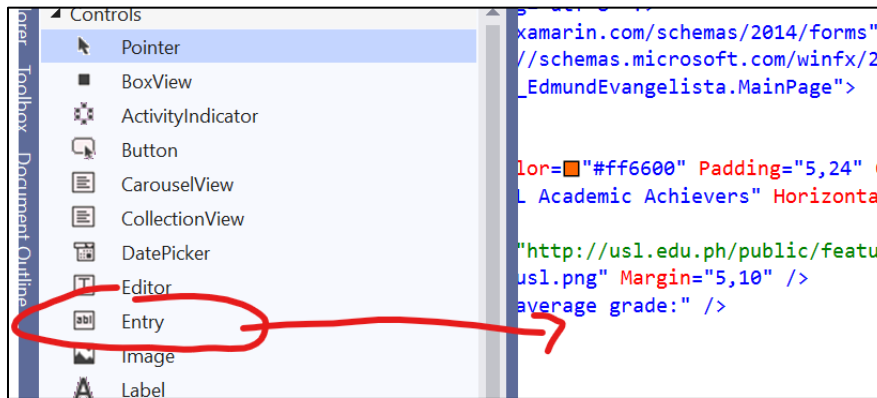 Controls
Pointer
BoxView
ActivityIndicator
Button
CarouselView
CollectionView
DatePicker
Editor
Entry
Image
Label
Toolbox
Document Outline
xamarin.com/schemas/2014/forms"
//schemas.microsoft.com/winfx/2
_EdmundEvangelista.MainPage">
lor="#ff6600" Padding="5,24"
L Academic Achievers" Horizonta
"http://usl.edu.ph/public/featu
usl.png" Margin="5,10" />
average grade:" />